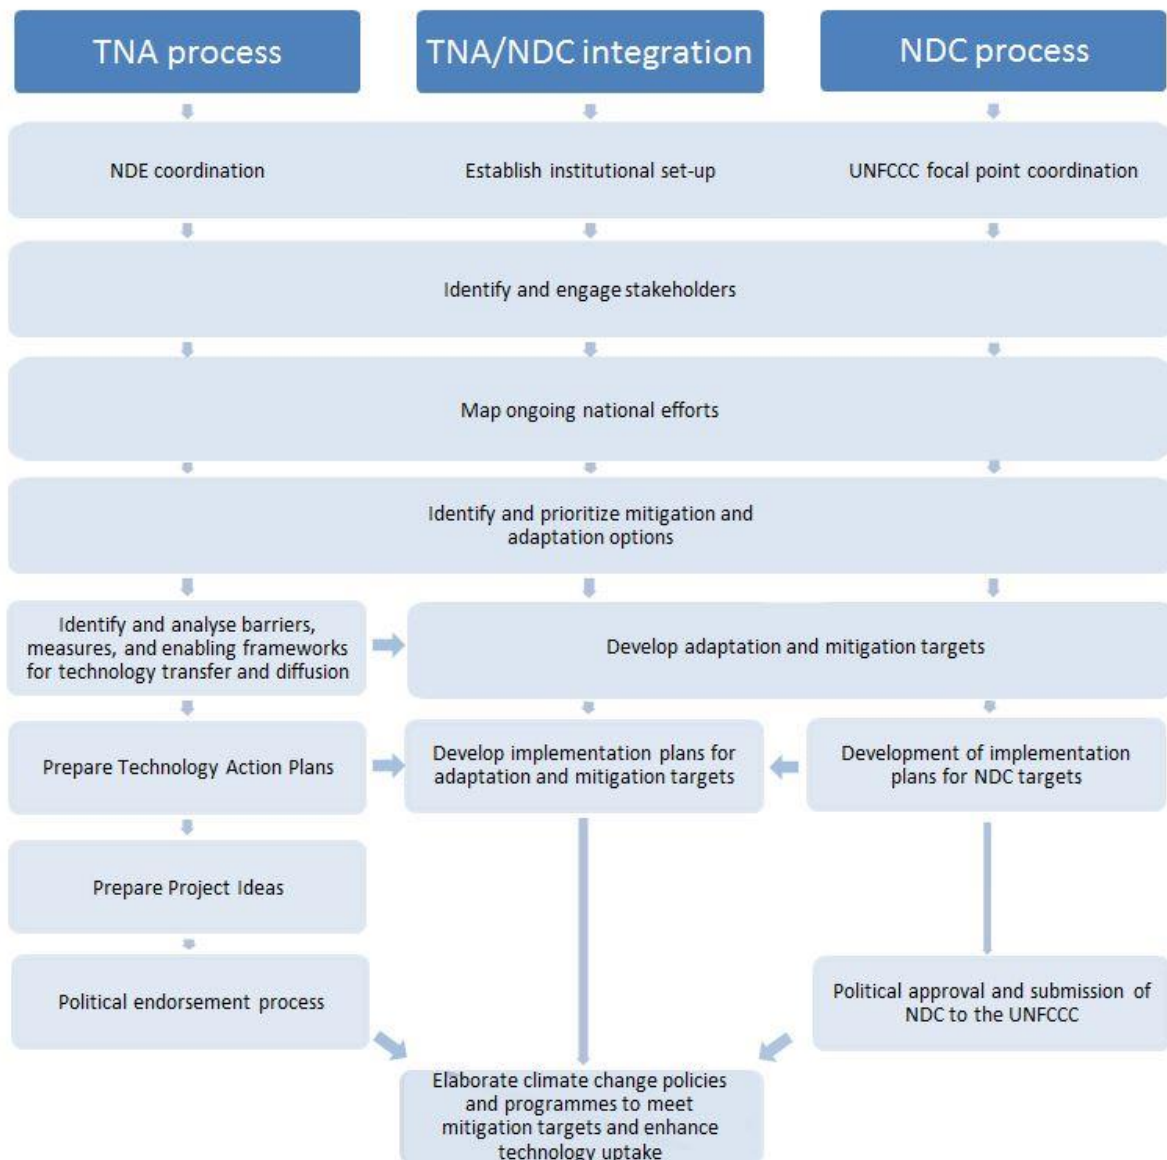 TNA process
TNA/NDC integration
NDC process
NDE coordination
Establish institutional set-up
UNFCCC focal point coordination
Identify and engage stakeholders
Map ongoing national efforts
Identify and prioritize mitigation and
adaptation options
Identify and analyse barriers,
measures, and enabling frameworks
for technology transfer and diffusion
Develop adaptation and mitigation targets
Prepare Technology Action Plans
Develop implementation plans for
adaptation and mitigation targets
Development of implementation
plans for NDC targets
Prepare Project Ideas
Political endorsement process
Political approval and submission of
NDC to the UNFCCC
Elaborate climate change policies
and programmes to meet
mitigation targets and enhance
technology uptake